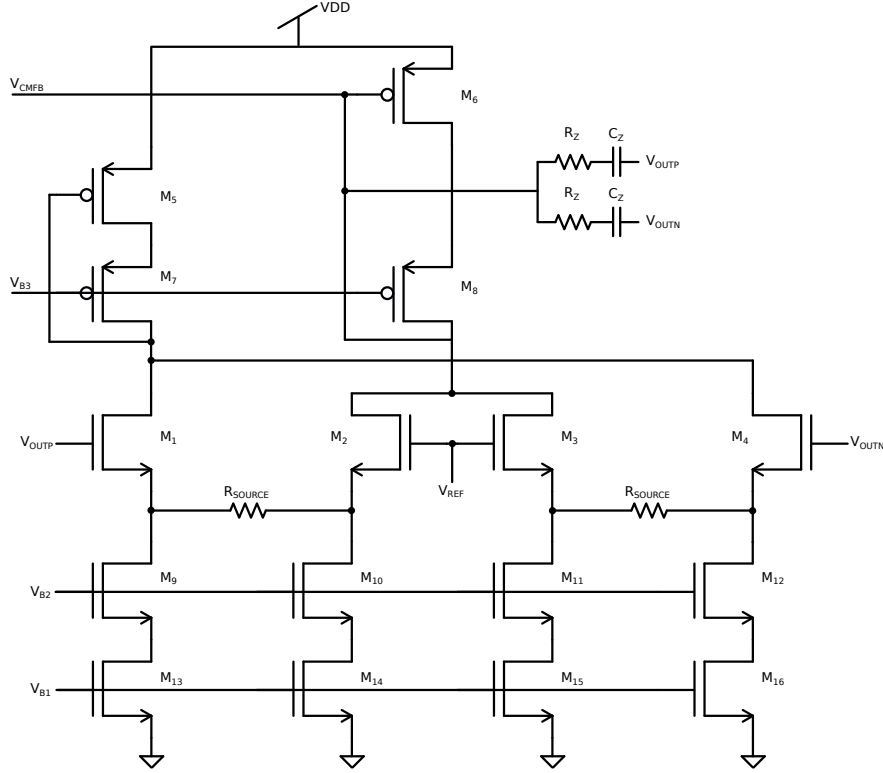 VDD
VCMFB
M6
RZ CZ
VOUTP
M5
RZ CZ
VOUTN
M7
VB3
M8
VOUTP
M1
M2
M3
M4
VOUTN
RSOURCE
VREF
RSOURCE
VB2
M9
M10
M11
M12
VB1
M13
M14
M15
M16